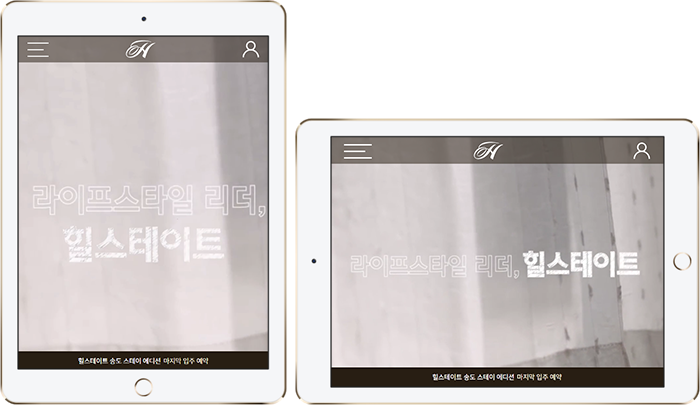 라이프스타일 리더,
힐스테이트
힐스테이트 송도 스테이 에디션 마지막 입주 예약
라이프스타일 리더, 힐스테이트
힐스테이트 송도 스테이 에디션 마지막 입주 예약